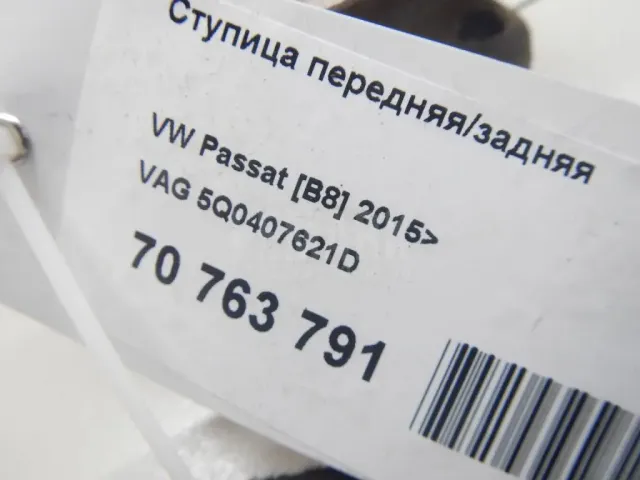 Ступица передняя/задняя
VW Passat [B8] 2015>
VAG 5Q0407621D
70 763 791